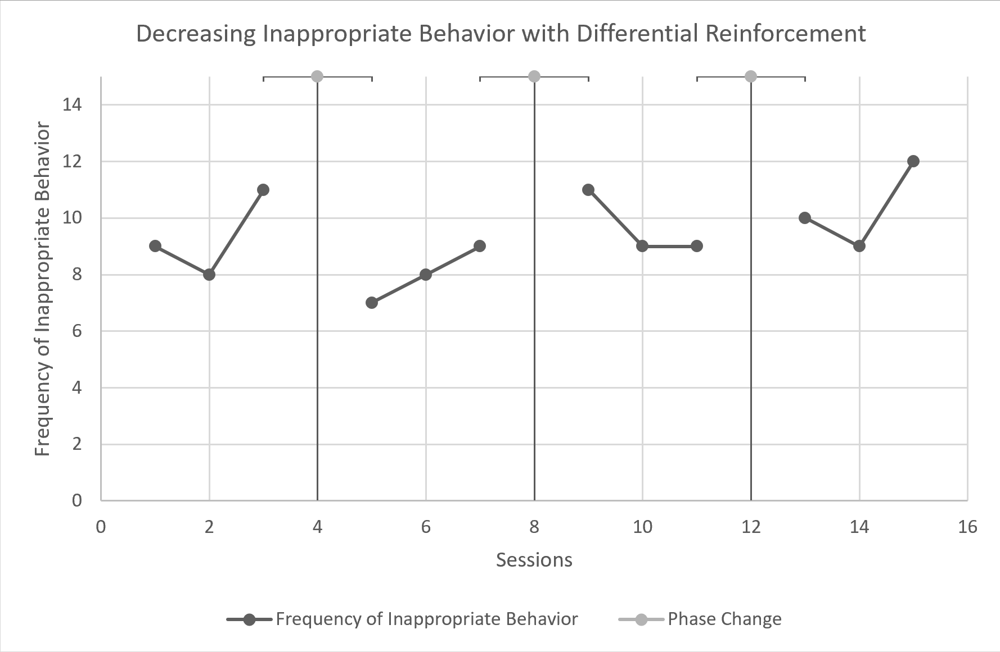 Decreasing Inappropriate Behavior with Differential Reinforcement
Frequency of Inappropriate Behavior
14
12
10
8
6
4
2
0
0 2 4 6 8 10 12 14 16
Sessions
Frequency of Inappropriate Behavior Phase Change